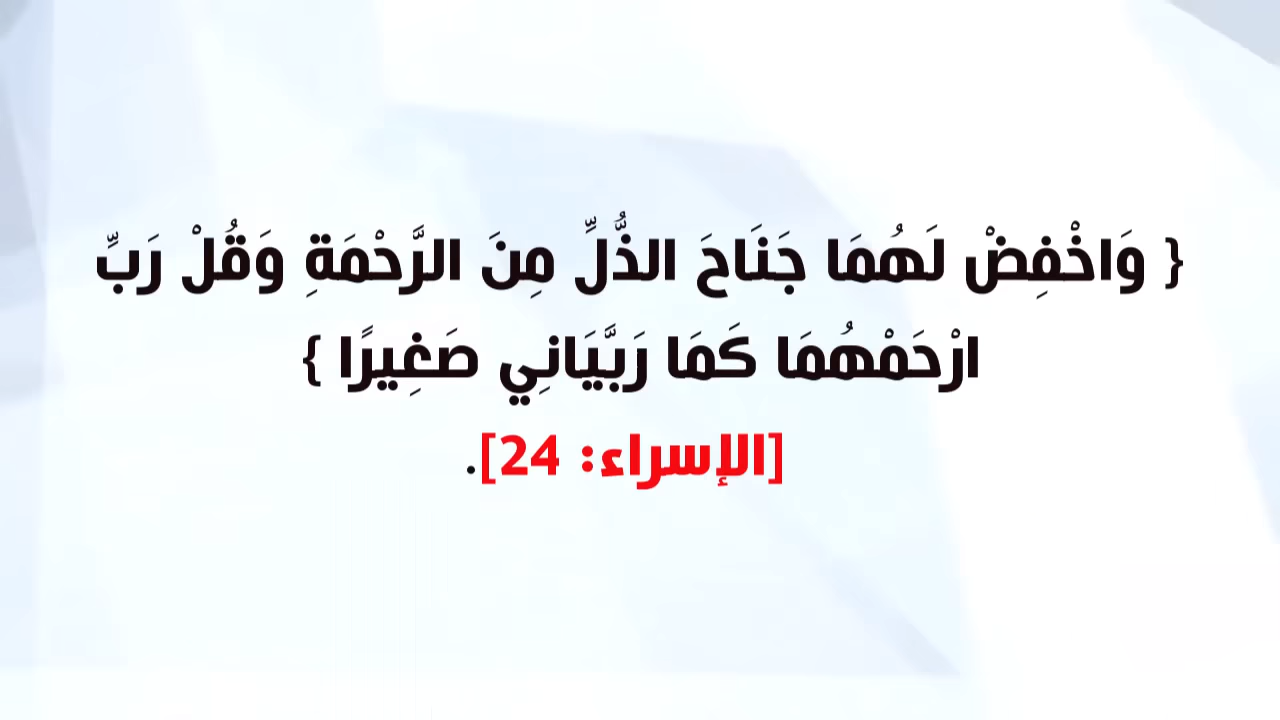 { وَاخْفِضْ لَهُمَا جَنَاحَ الذُّلِّ مِنَ الرَّحْمَةِ وَقُلْ رَبِّ
ارْحَمْهُمَا كَمَا رَبَّيَانِي صَغِيرًا }
[الإسراء: 24].